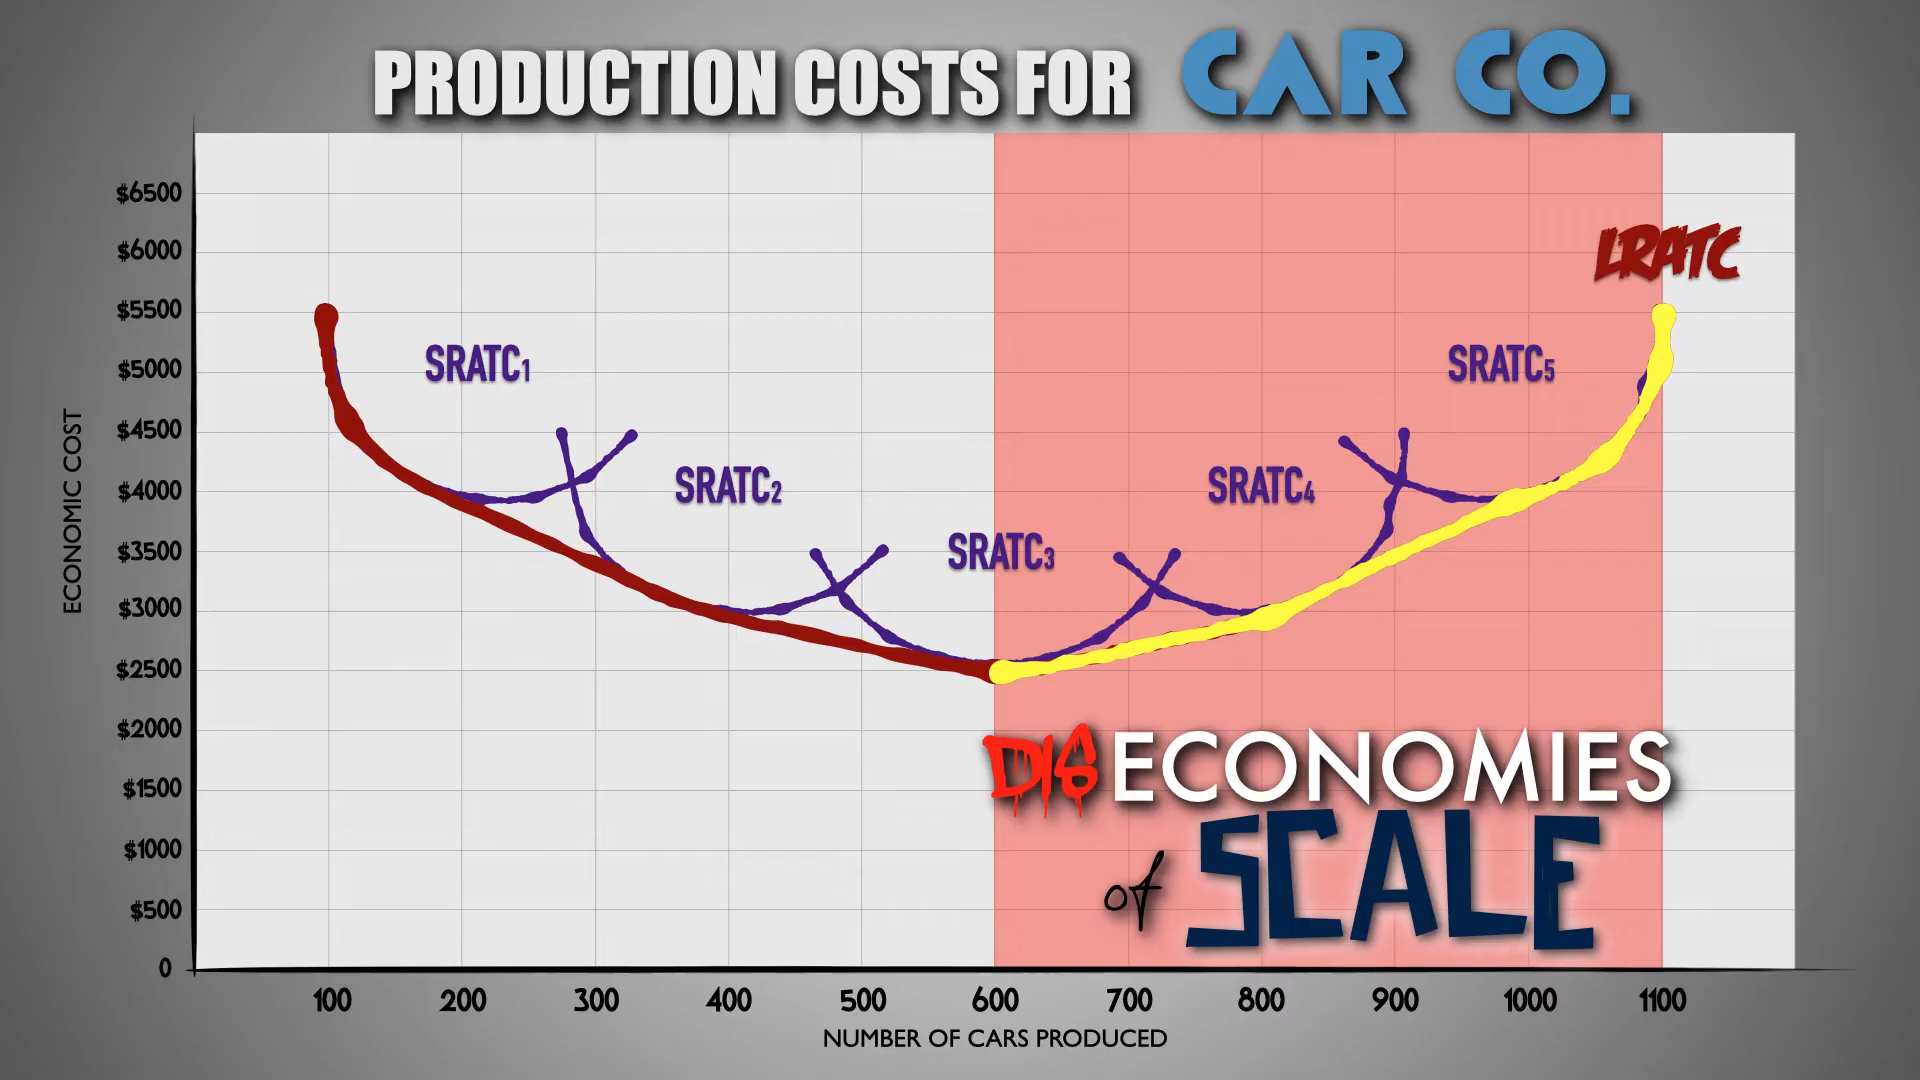 PRODUCTION COSTS FOR CAR CO.
$6500
$6000
$5500
$5000
$4500
$4000
$3500
$3000
$2500
$2000
$1500
$1000
$500
0
ECONOMIC COST
LRATC
SRATC1
SRATC5
SRATC2
SRATC4
SRATC3
DISECONOMIES
of SCALE
100 200 300 400 500 600 700 800 900 1000 1100
NUMBER OF CARS PRODUCED